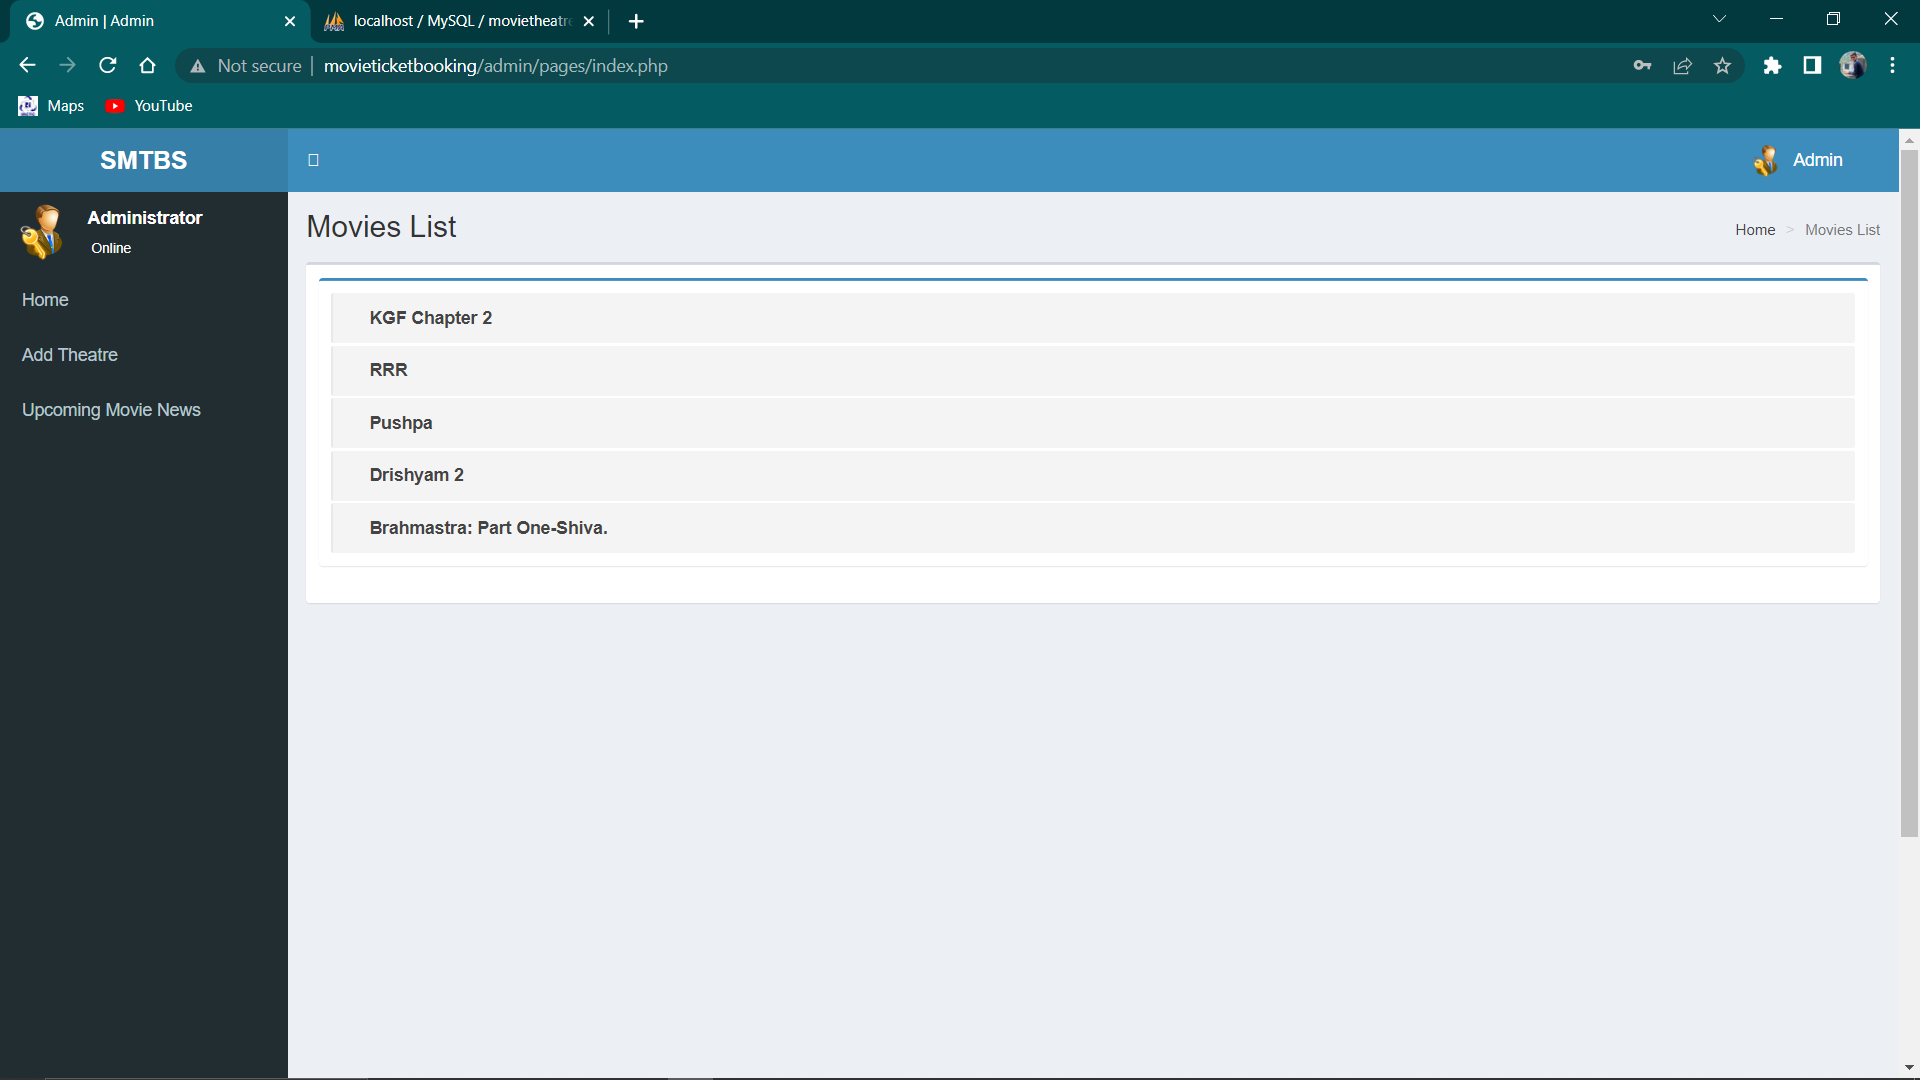 Admin | Admin
localhost / MySQL / movietheatre
Not secure
movieticketbooking/admin/pages/index.php
Maps
YouTube
SMTBS
Admin
Administrator
Online
Home
Add Theatre
Upcoming Movie News
Movies List
Home > Movies List
KGF Chapter 2
RRR
Pushpa
Drishyam 2
Brahmastra: Part One-Shiva.